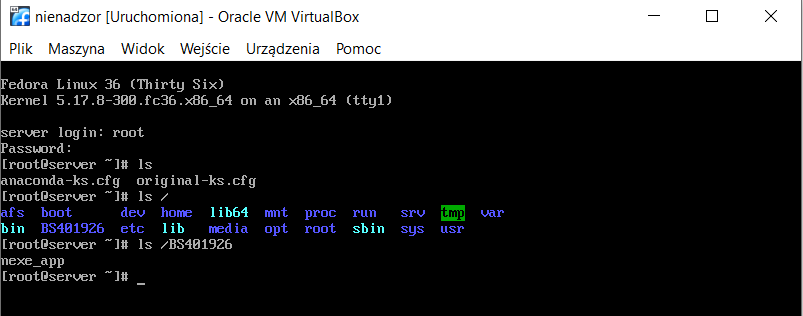 nienadzor [Uruchomiona] - Oracle VM VirtualBox
Plik Maszyna Widok Wejście Urządzenia Pomoc
Fedora Linux 36 (Thirty Six)
Kernel 5.17.8-300.fc36.x86_64 on an x86_64 (tty1)
server login: root
Password:
[root@server ~]# ls
anaconda-ks.cfg  original-ks.cfg
[root@server ~]# ls /
afs  boot      dev  home  lib64  mnt  proc  run   srv  tmp  var
bin  BS401926  etc  lib   media  opt  root  sbin  sys  usr
[root@server ~]# ls /BS401926
nexe_app
[root@server ~]# _